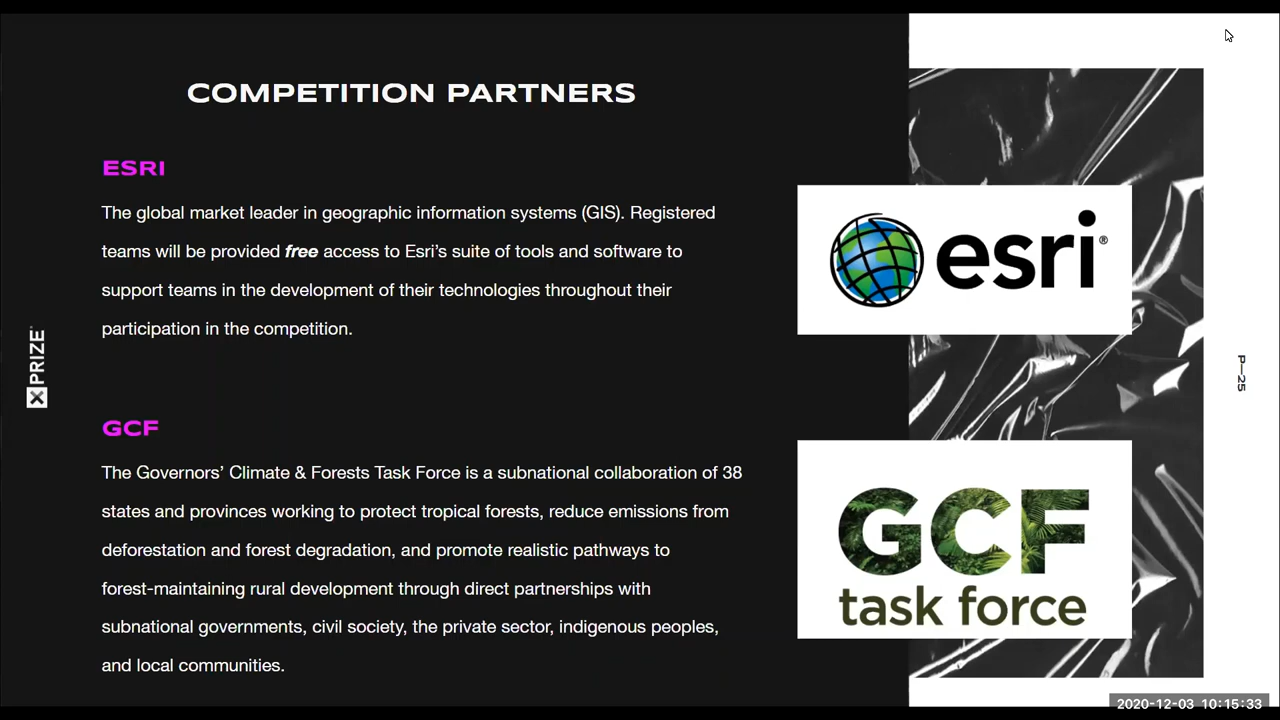 COMPETITION PARTNERS
ESRI
The global market leader in geographic information systems (GIS). Registered
teams will be provided free access to Esri's suite of tools and software to
support teams in the development of their technologies throughout their
participation in the competition.
esri®
XPRIZE
P—25
GCF
The Governors' Climate & Forests Task Force is a subnational collaboration of 38
states and provinces working to protect tropical forests, reduce emissions from
deforestation and forest degradation, and promote realistic pathways to
forest-maintaining rural development through direct partnerships with
subnational governments, civil society, the private sector, indigenous peoples,
and local communities.
GCF
task force
2020-12-03 10:15:33